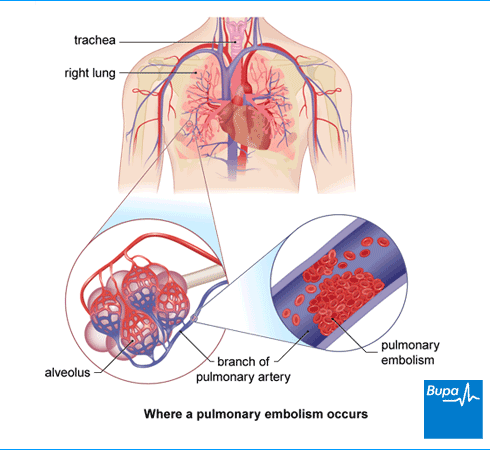 trachea
right lung
alveolus
branch of
pulmonary artery
pulmonary
embolism
Bupa
Where a pulmonary embolism occurs